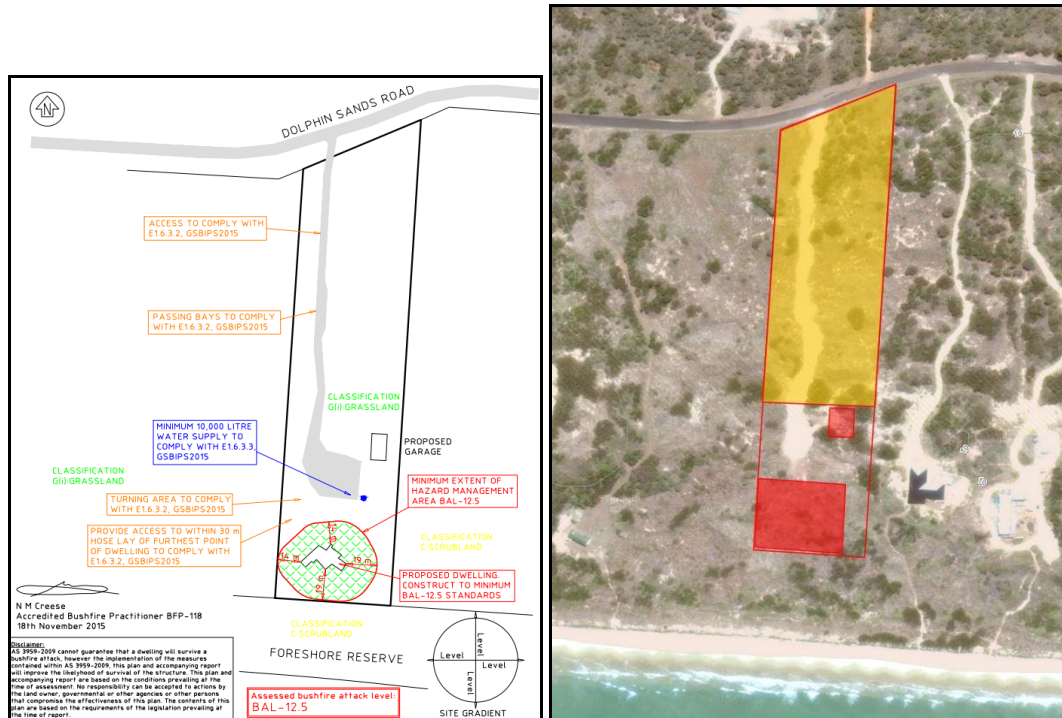 N
DOLPHIN SANDS ROAD
ACCESS TO COMPLY WITH
E1.6.3.2, GSBIPS2015
PASSING BAYS TO COMPLY
WITH E1.6.3.2, GSBIPS2015
CLASSIFICATION
G(i) GRASSLAND
MINIMUM 10,000 LITRE
WATER SUPPLY TO
COMPLY WITH E1.6.3.3,
GSBIPS2015
PROPOSED
GARAGE
CLASSIFICATION
G(i) GRASSLAND
MINIMUM EXTENT OF
HAZARD MANAGEMENT
AREA BAL-12.5
TURNING AREA TO COMPLY
WITH E1.6.3.2, GSBIPS2015
PROVIDE ACCESS TO WITHIN 30 m
HOSE LAY OF FURTHEST POINT
OF DWELLING TO COMPLY WITH
E1.6.3.2, GSBIPS2015
CLASSIFICATION
C SCRUBLAND
14 m
19 m
PROPOSED DWELLING.
CONSTRUCT TO MINIMUM
BAL-12.5 STANDARDS
N M Creese
Accredited Bushfire Practitioner BFP-118
18th November 2015
CLASSIFICATION
C SCRUBLAND
FORESHORE RESERVE
Level
Level
Level
Level
SITE GRADIENT
Disclaimer:
AS 3959-2009 cannot guarantee that a dwelling will survive a
bushfire attack, however the implementation of the measures
contained within AS 3959-2009, this plan and accompanying report
will improve the likelyhood of survival of the structure. This plan and
accompanying report are based on the conditions prevailing at the
time of assessment. No responsibility can be accepted to actions by
the land owner, governmental or other agencies or other persons
that compromise the effectiveness of this plan. The contents of this
plan are based on the requirements of the legislation prevailing at
the time of report.
Assessed bushfire attack level:
BAL-12.5
10